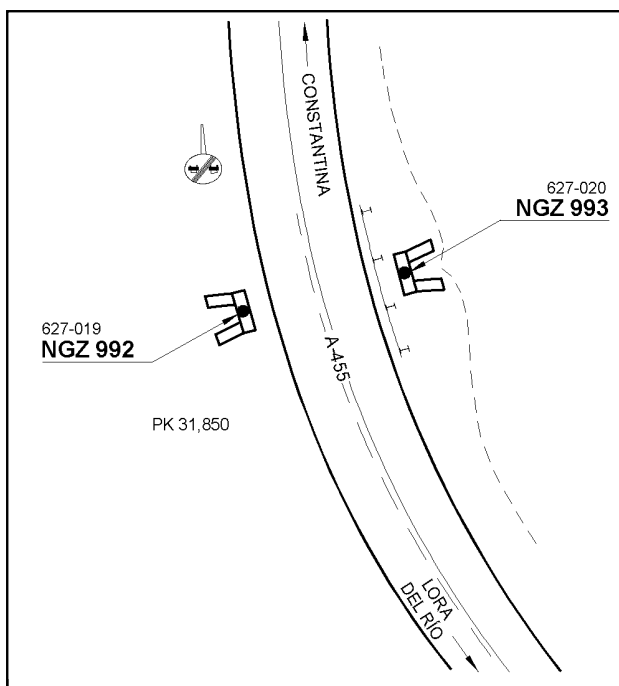 CONSTANTINA
627-020
NGZ 993
627-019
NGZ 992
A-455
PK 31,850
LORA
DEL RÍO